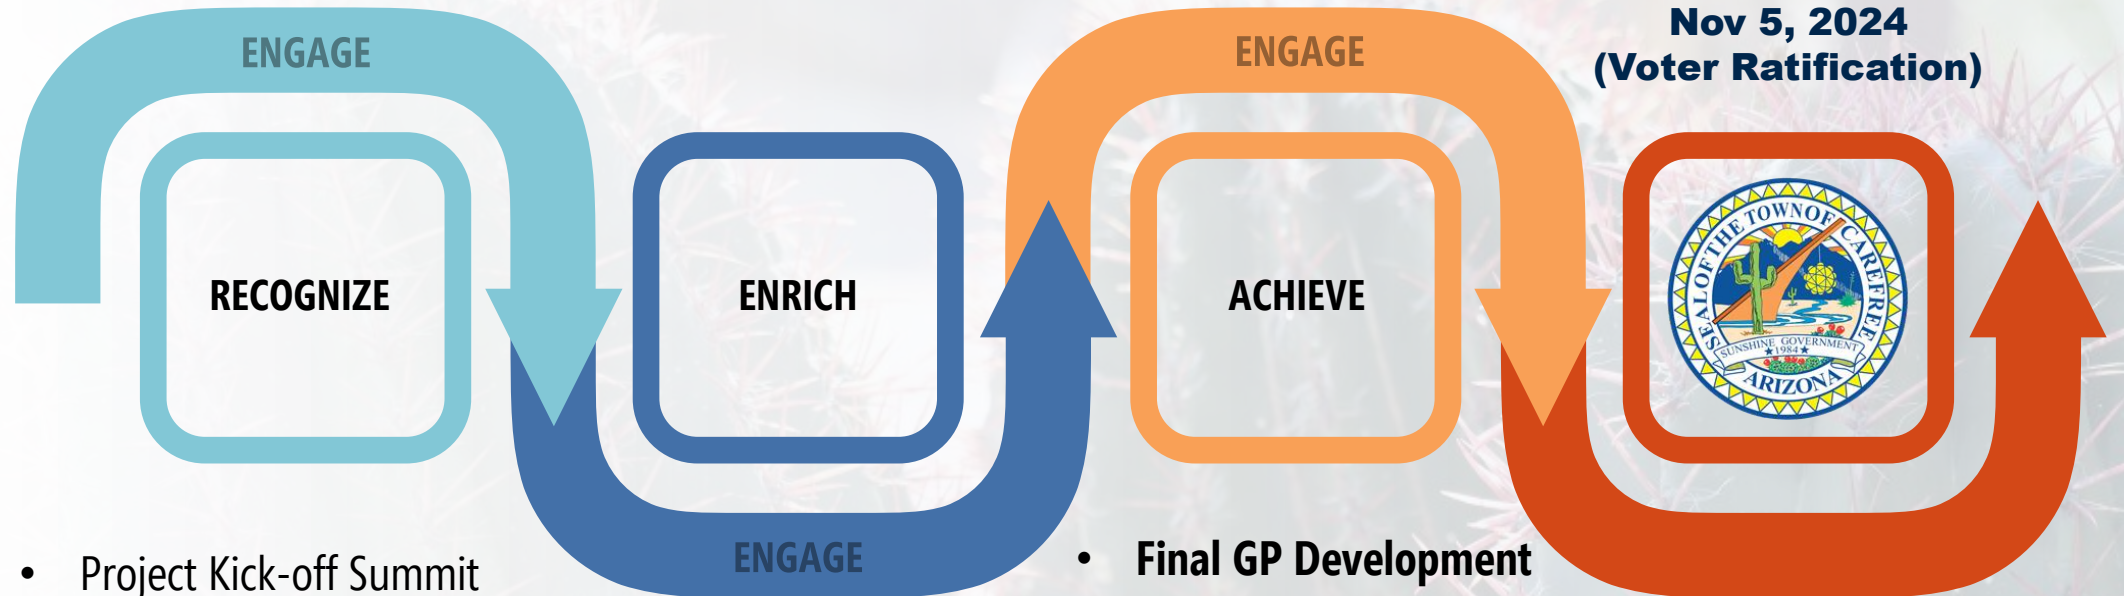 ENGAGE
ENGAGE
Nov 5, 2024
(Voter Ratification)
RECOGNIZE
ENRICH
ACHIEVE
SEAL OF THE TOWN OF CAREFREE
SUNSHINE GOVERNMENT
★1984★
ARIZONA
ENGAGE
• Project Kick-off Summit
• Final GP Development